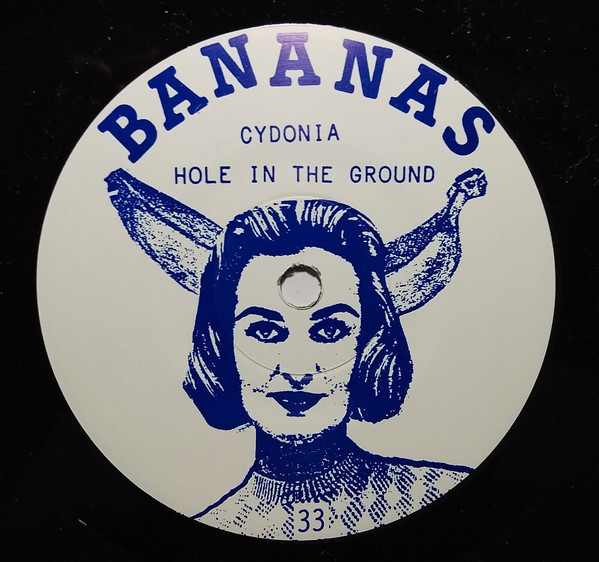 BANANAS
CYDONIA
HOLE IN THE GROUND
33